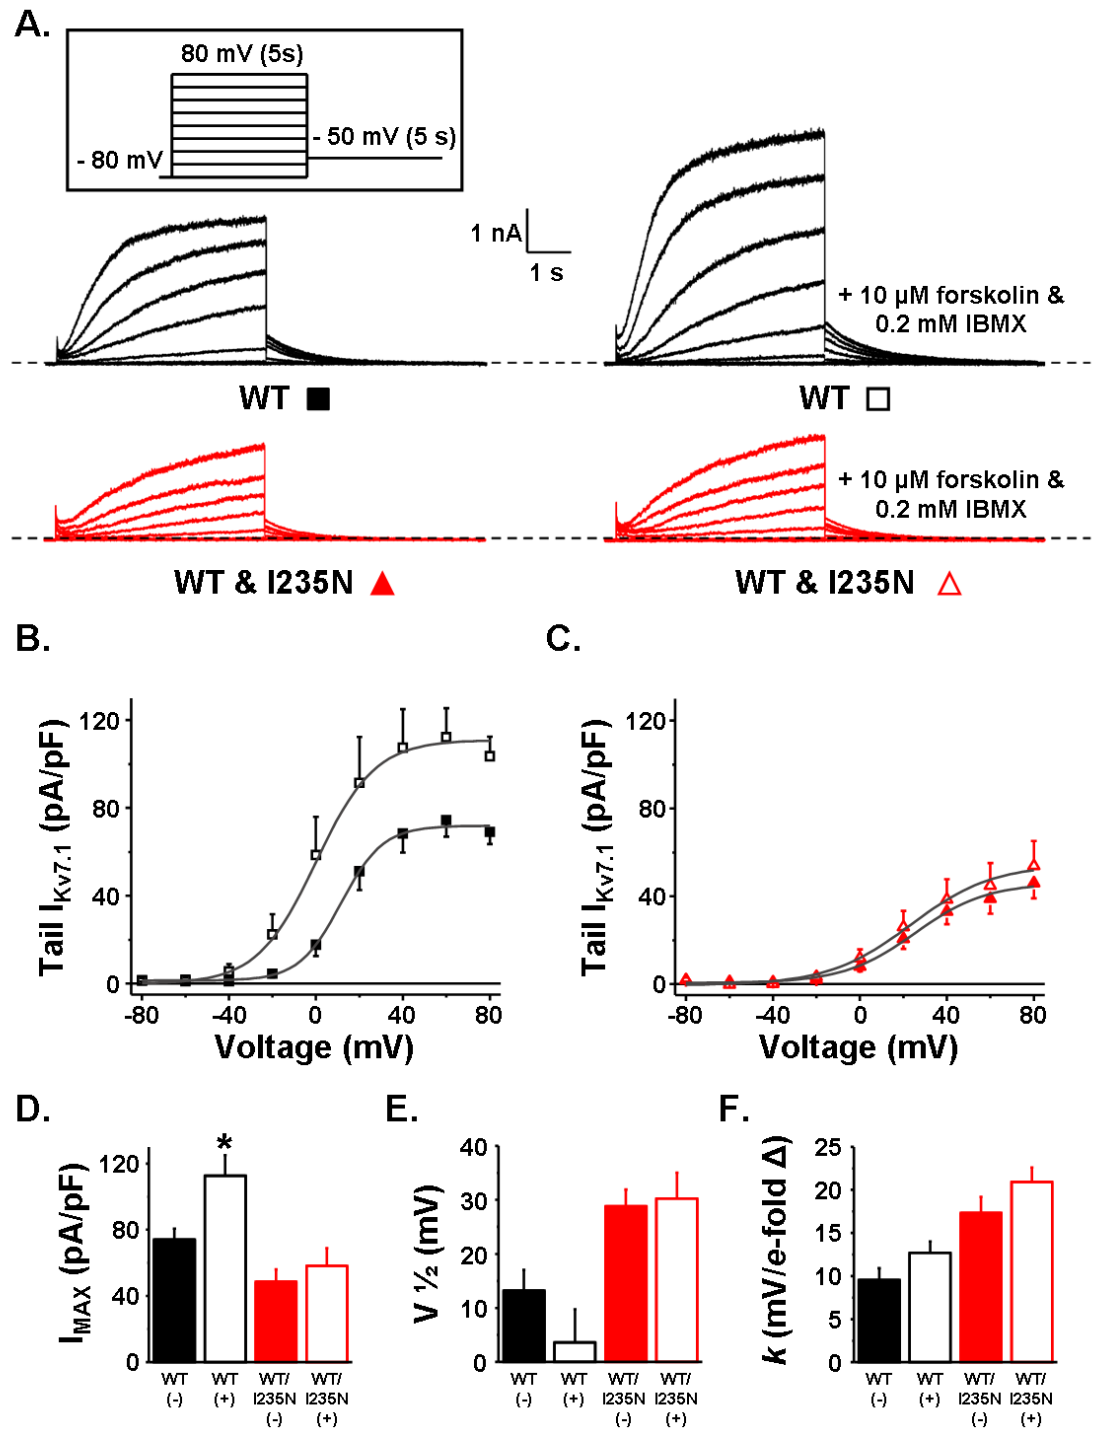 A.
80 mV (5s)
- 50 mV (5 s)
- 80 mV
1 nA
1 s
+ 10 µM forskolin &
0.2 mM IBMX
WT
WT
+ 10 µM forskolin &
0.2 mM IBMX
WT & I235N
WT & I235N
B.
C.
Tail IKv7.1 (pA/pF)
120
80
40
0
-80
-40
0
40
80
Voltage (mV)
Tail IKv7.1 (pA/pF)
120
80
40
0
-80
-40
0
40
80
Voltage (mV)
D.
E.
F.
IMAX (pA/pF)
120
80
40
0
*
WT
(-)
WT
(+)
WT/
I235N
(-)
WT/
I235N
(+)
V ½ (mV)
40
30
20
10
0
WT
(-)
WT
(+)
WT/
I235N
(-)
WT/
I235N
(+)
k (mV/e-fold Δ)
25
20
15
10
5
0
WT
(-)
WT
(+)
WT/
I235N
(-)
WT/
I235N
(+)